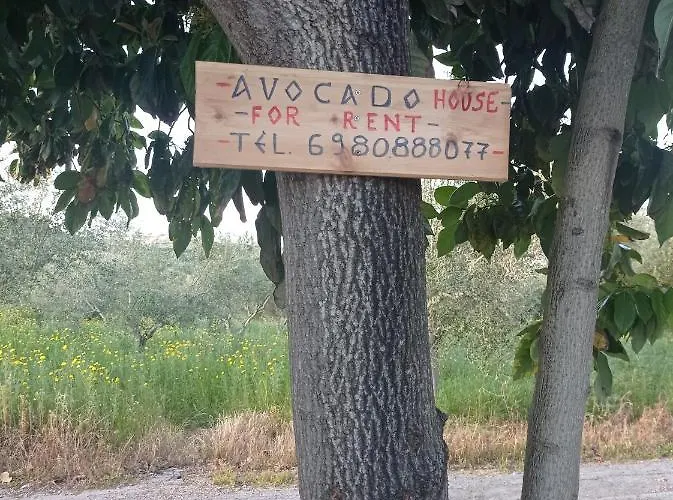 - AVOCADO HOUSE -
- FOR RENT -
- TEL. 6980888077 -